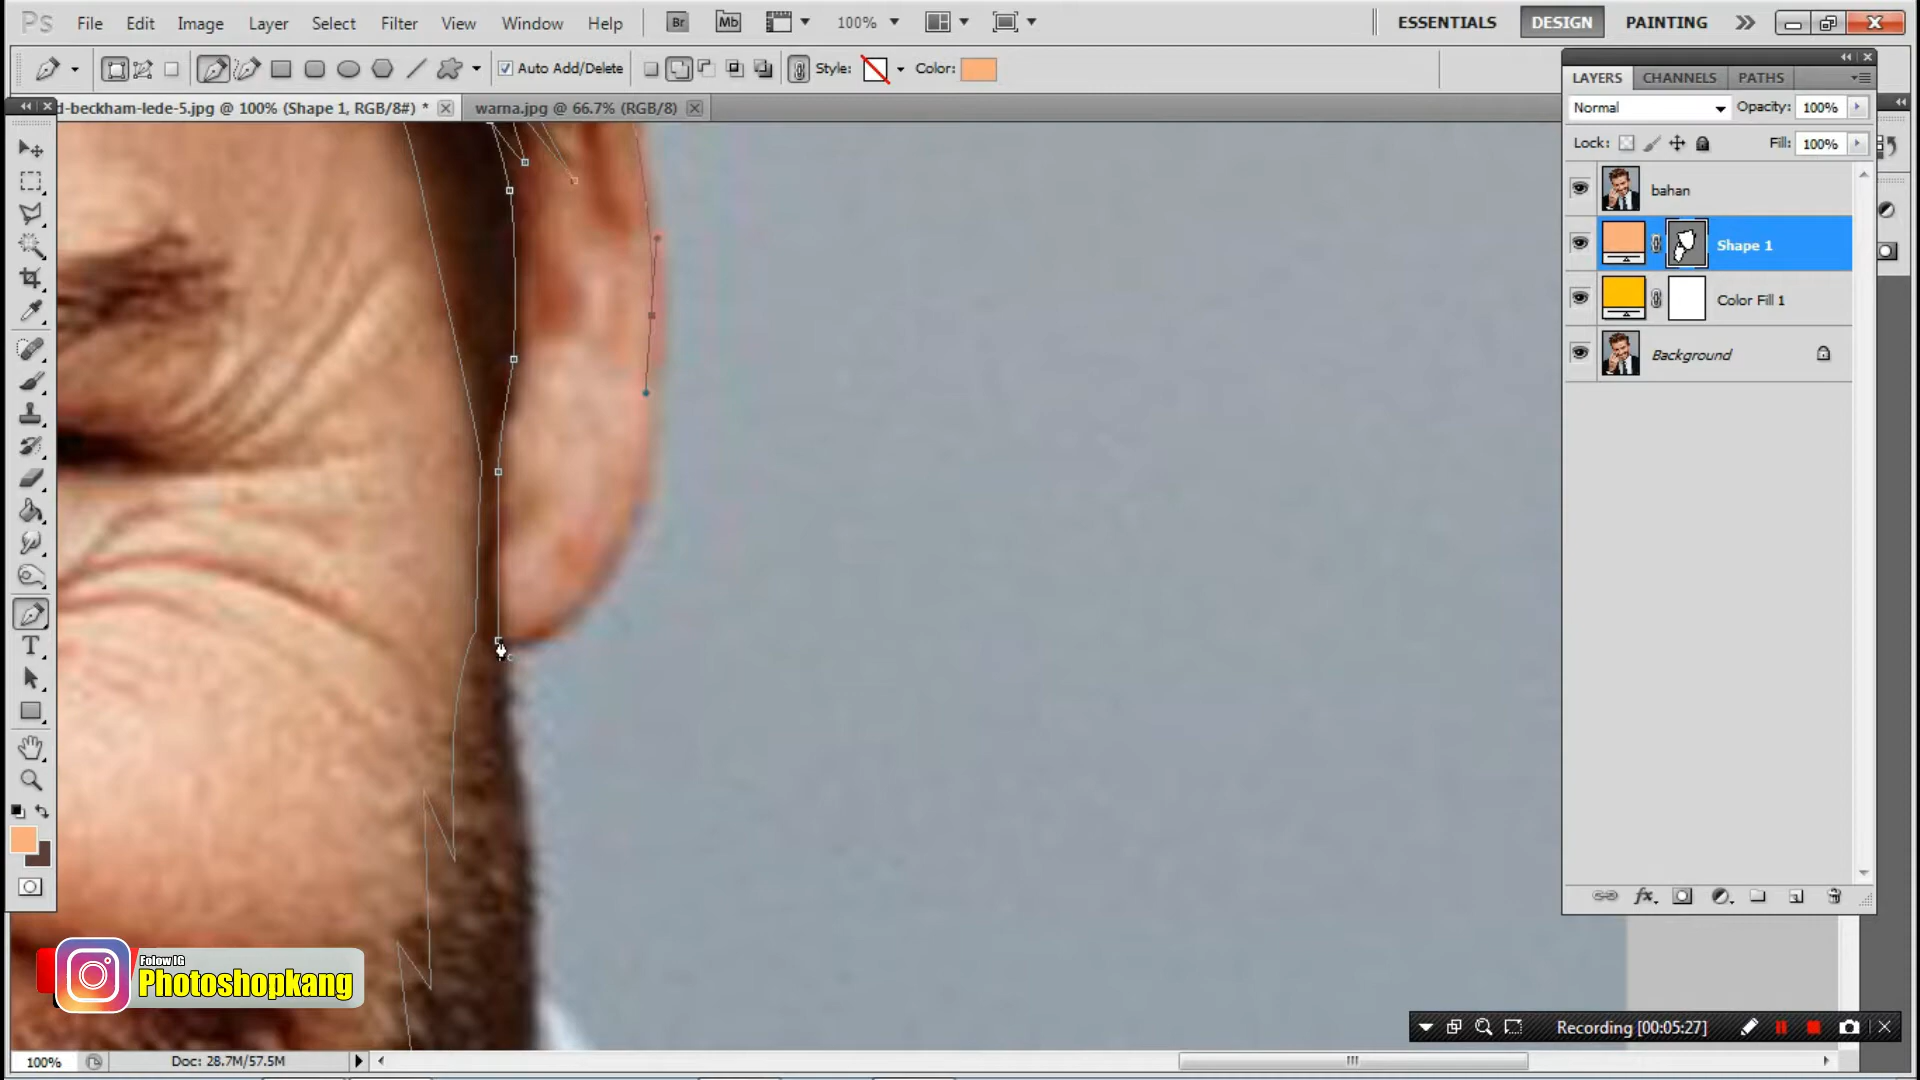 Ps File Edit Image Layer Select Filter View Window Help Br Mb 100% ESSENTIALS DESIGN PAINTING
Auto Add/Delete Style: Color:
d-beckham-lede-5.jpg @ 100% (Shape 1, RGB/8#) * warna.jpg @ 66.7% (RGB/8)
LAYERS CHANNELS PATHS
Normal Opacity: 100%
Lock: Fill: 100%
bahan
Shape 1
Color Fill 1
Background
T
fx
Folow IG
Photoshopkang
Recording [00:05:27]
100% Doc: 28.7M/57.5M